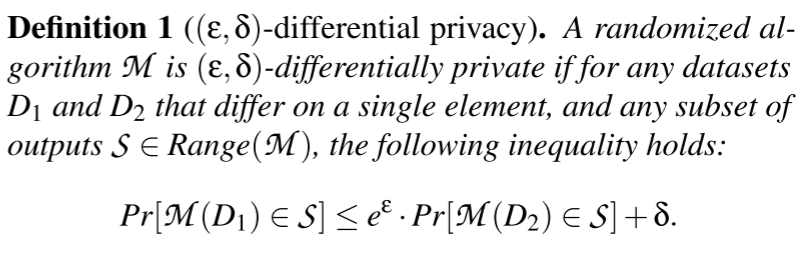 Definition 1 ((ε, δ)-differential privacy). A randomized al-
gorithm ℳ is (ε, δ)-differentially private if for any datasets
D₁ and D₂ that differ on a single element, and any subset of
outputs 𝒮 ∈ Range(ℳ), the following inequality holds:
Pr[ℳ(D₁) ∈ 𝒮] ≤ e^ε · Pr[ℳ(D₂) ∈ 𝒮] + δ.